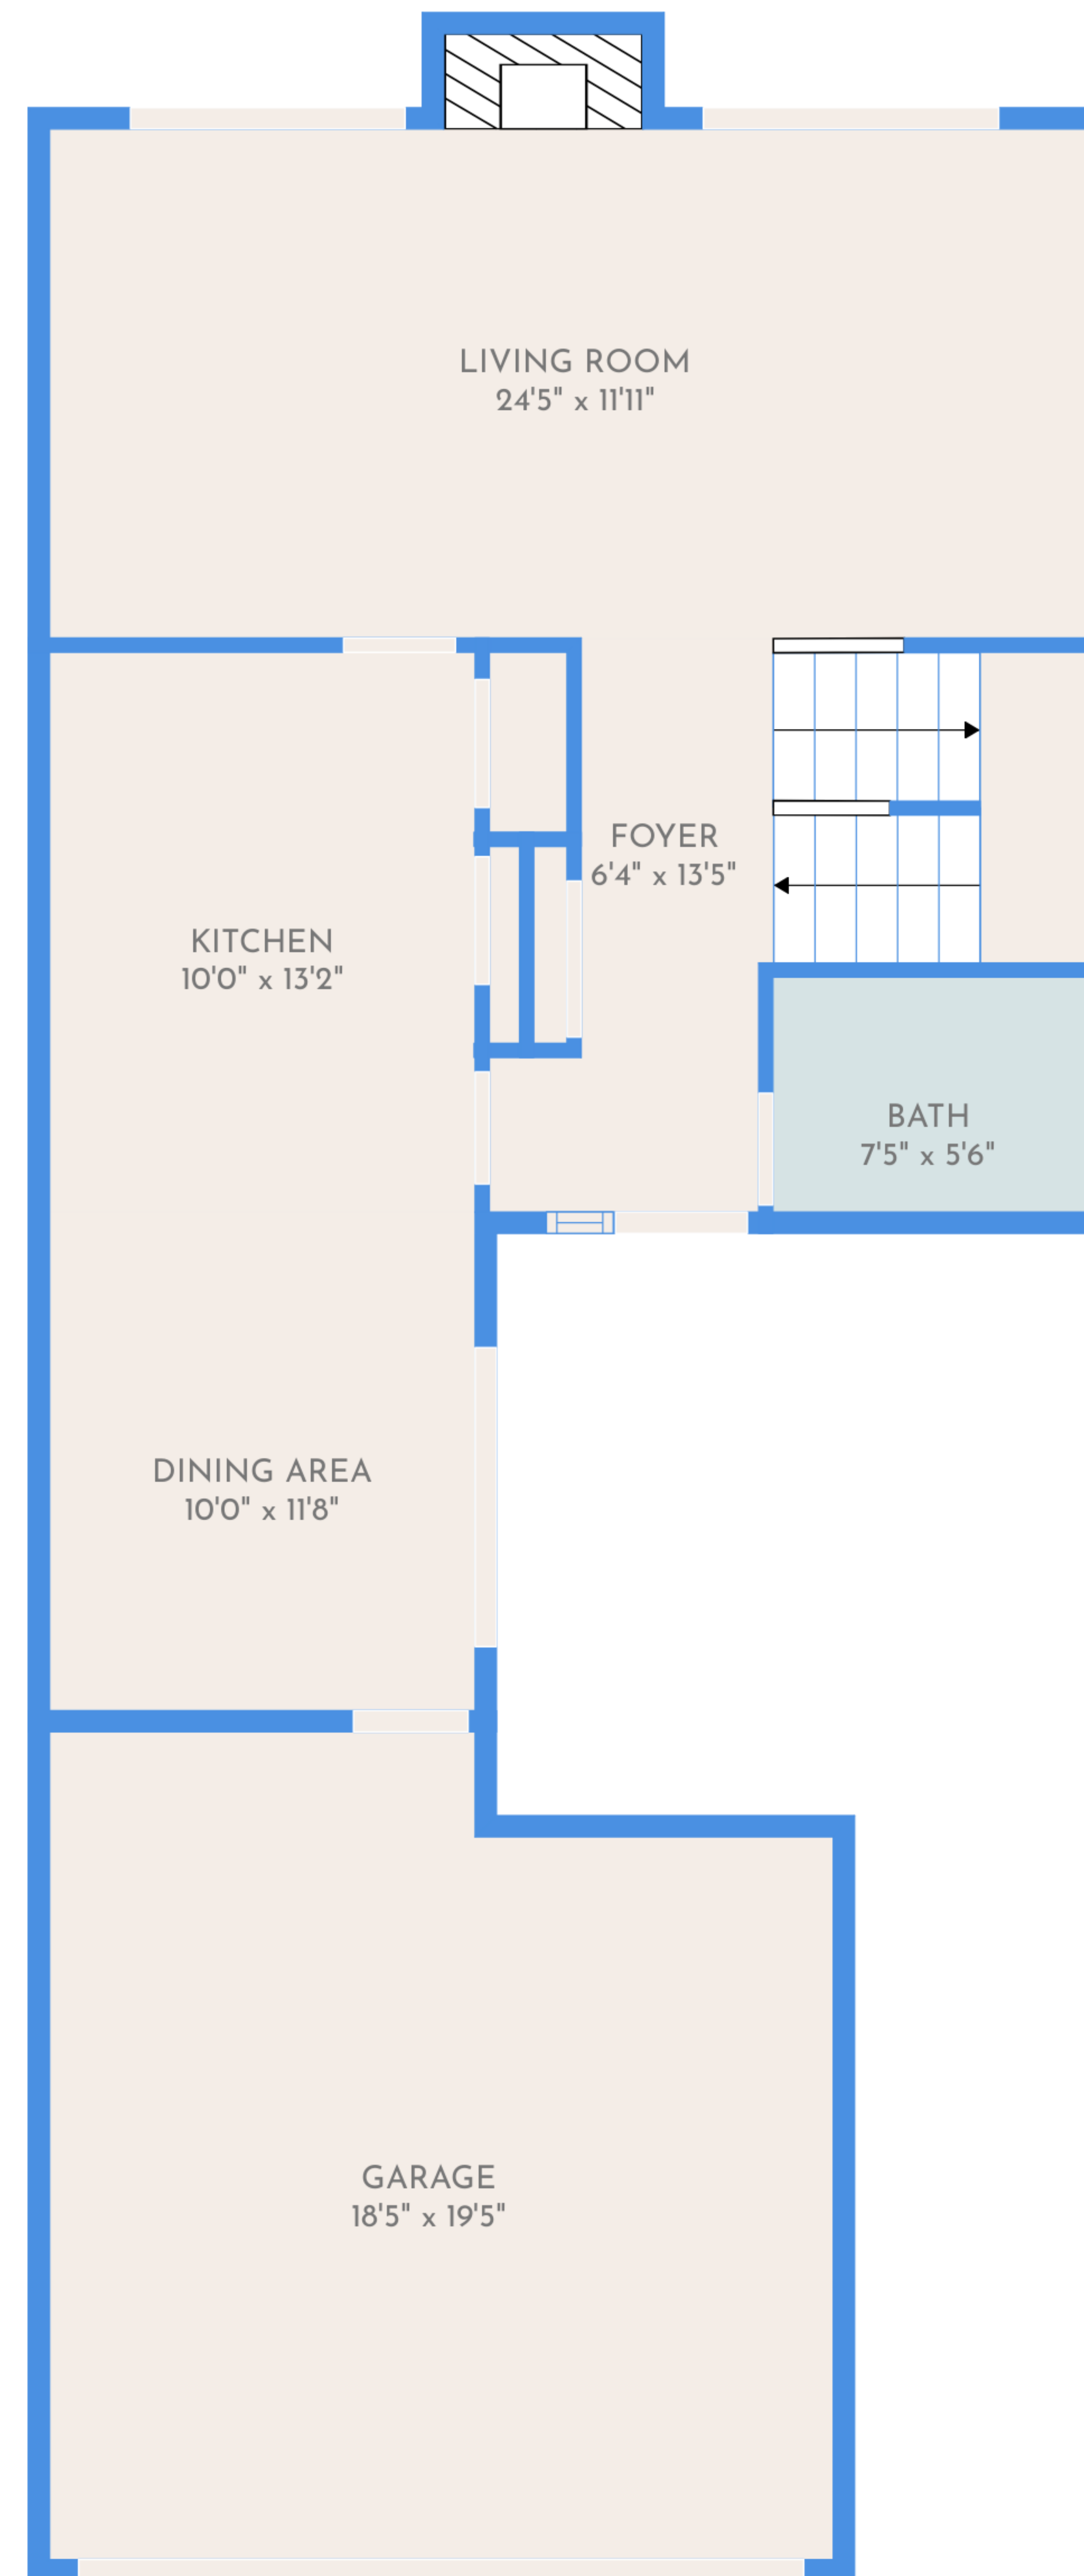 LIVING ROOM
24'5" x 11'11"
FOYER
6'4" x 13'5"
KITCHEN
10'0" x 13'2"
BATH
7'5" x 5'6"
DINING AREA
10'0" x 11'8"
GARAGE
18'5" x 19'5"